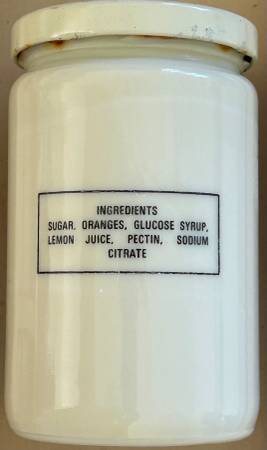 INGREDIENTS
SUGAR, ORANGES, GLUCOSE SYRUP,
LEMON JUICE, PECTIN, SODIUM
CITRATE